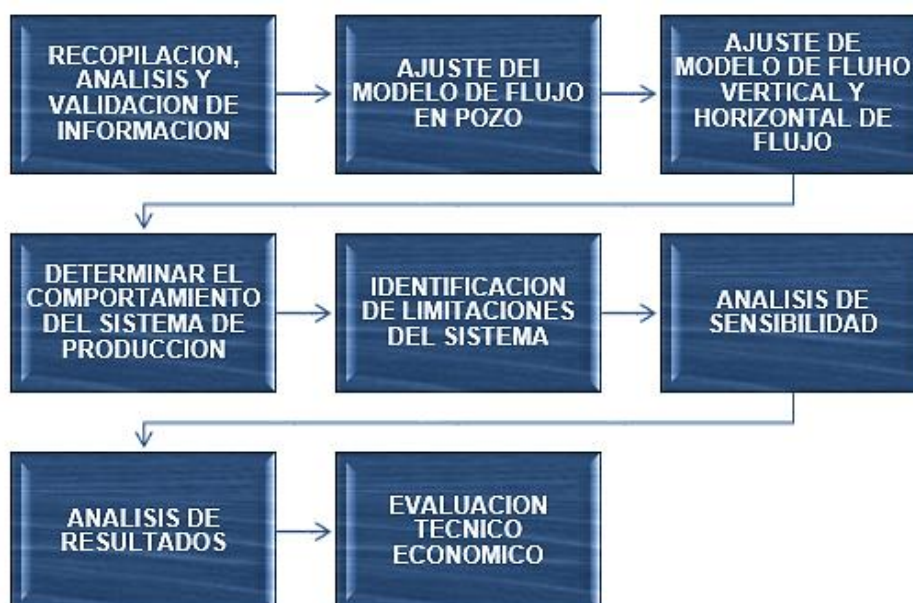 RECOPILACION,
ANALISIS Y
VALIDACION DE
INFORMACION
AJUSTE DEI
MODELO DE FLUJO
EN POZO
AJUSTE DE
MODELO DE FLUHO
VERTICAL Y
HORIZONTAL DE
FLUJO
DETERMINAR EL
COMPORTAMIENTO
DEL SISTEMA DE
PRODUCCION
IDENTIFICACION
DE LIMITACIONES
DEL SISTEMA
ANALISIS DE
SENSIBILIDAD
ANALISIS DE
RESULTADOS
EVALUACION
TECNICO
ECONOMICO